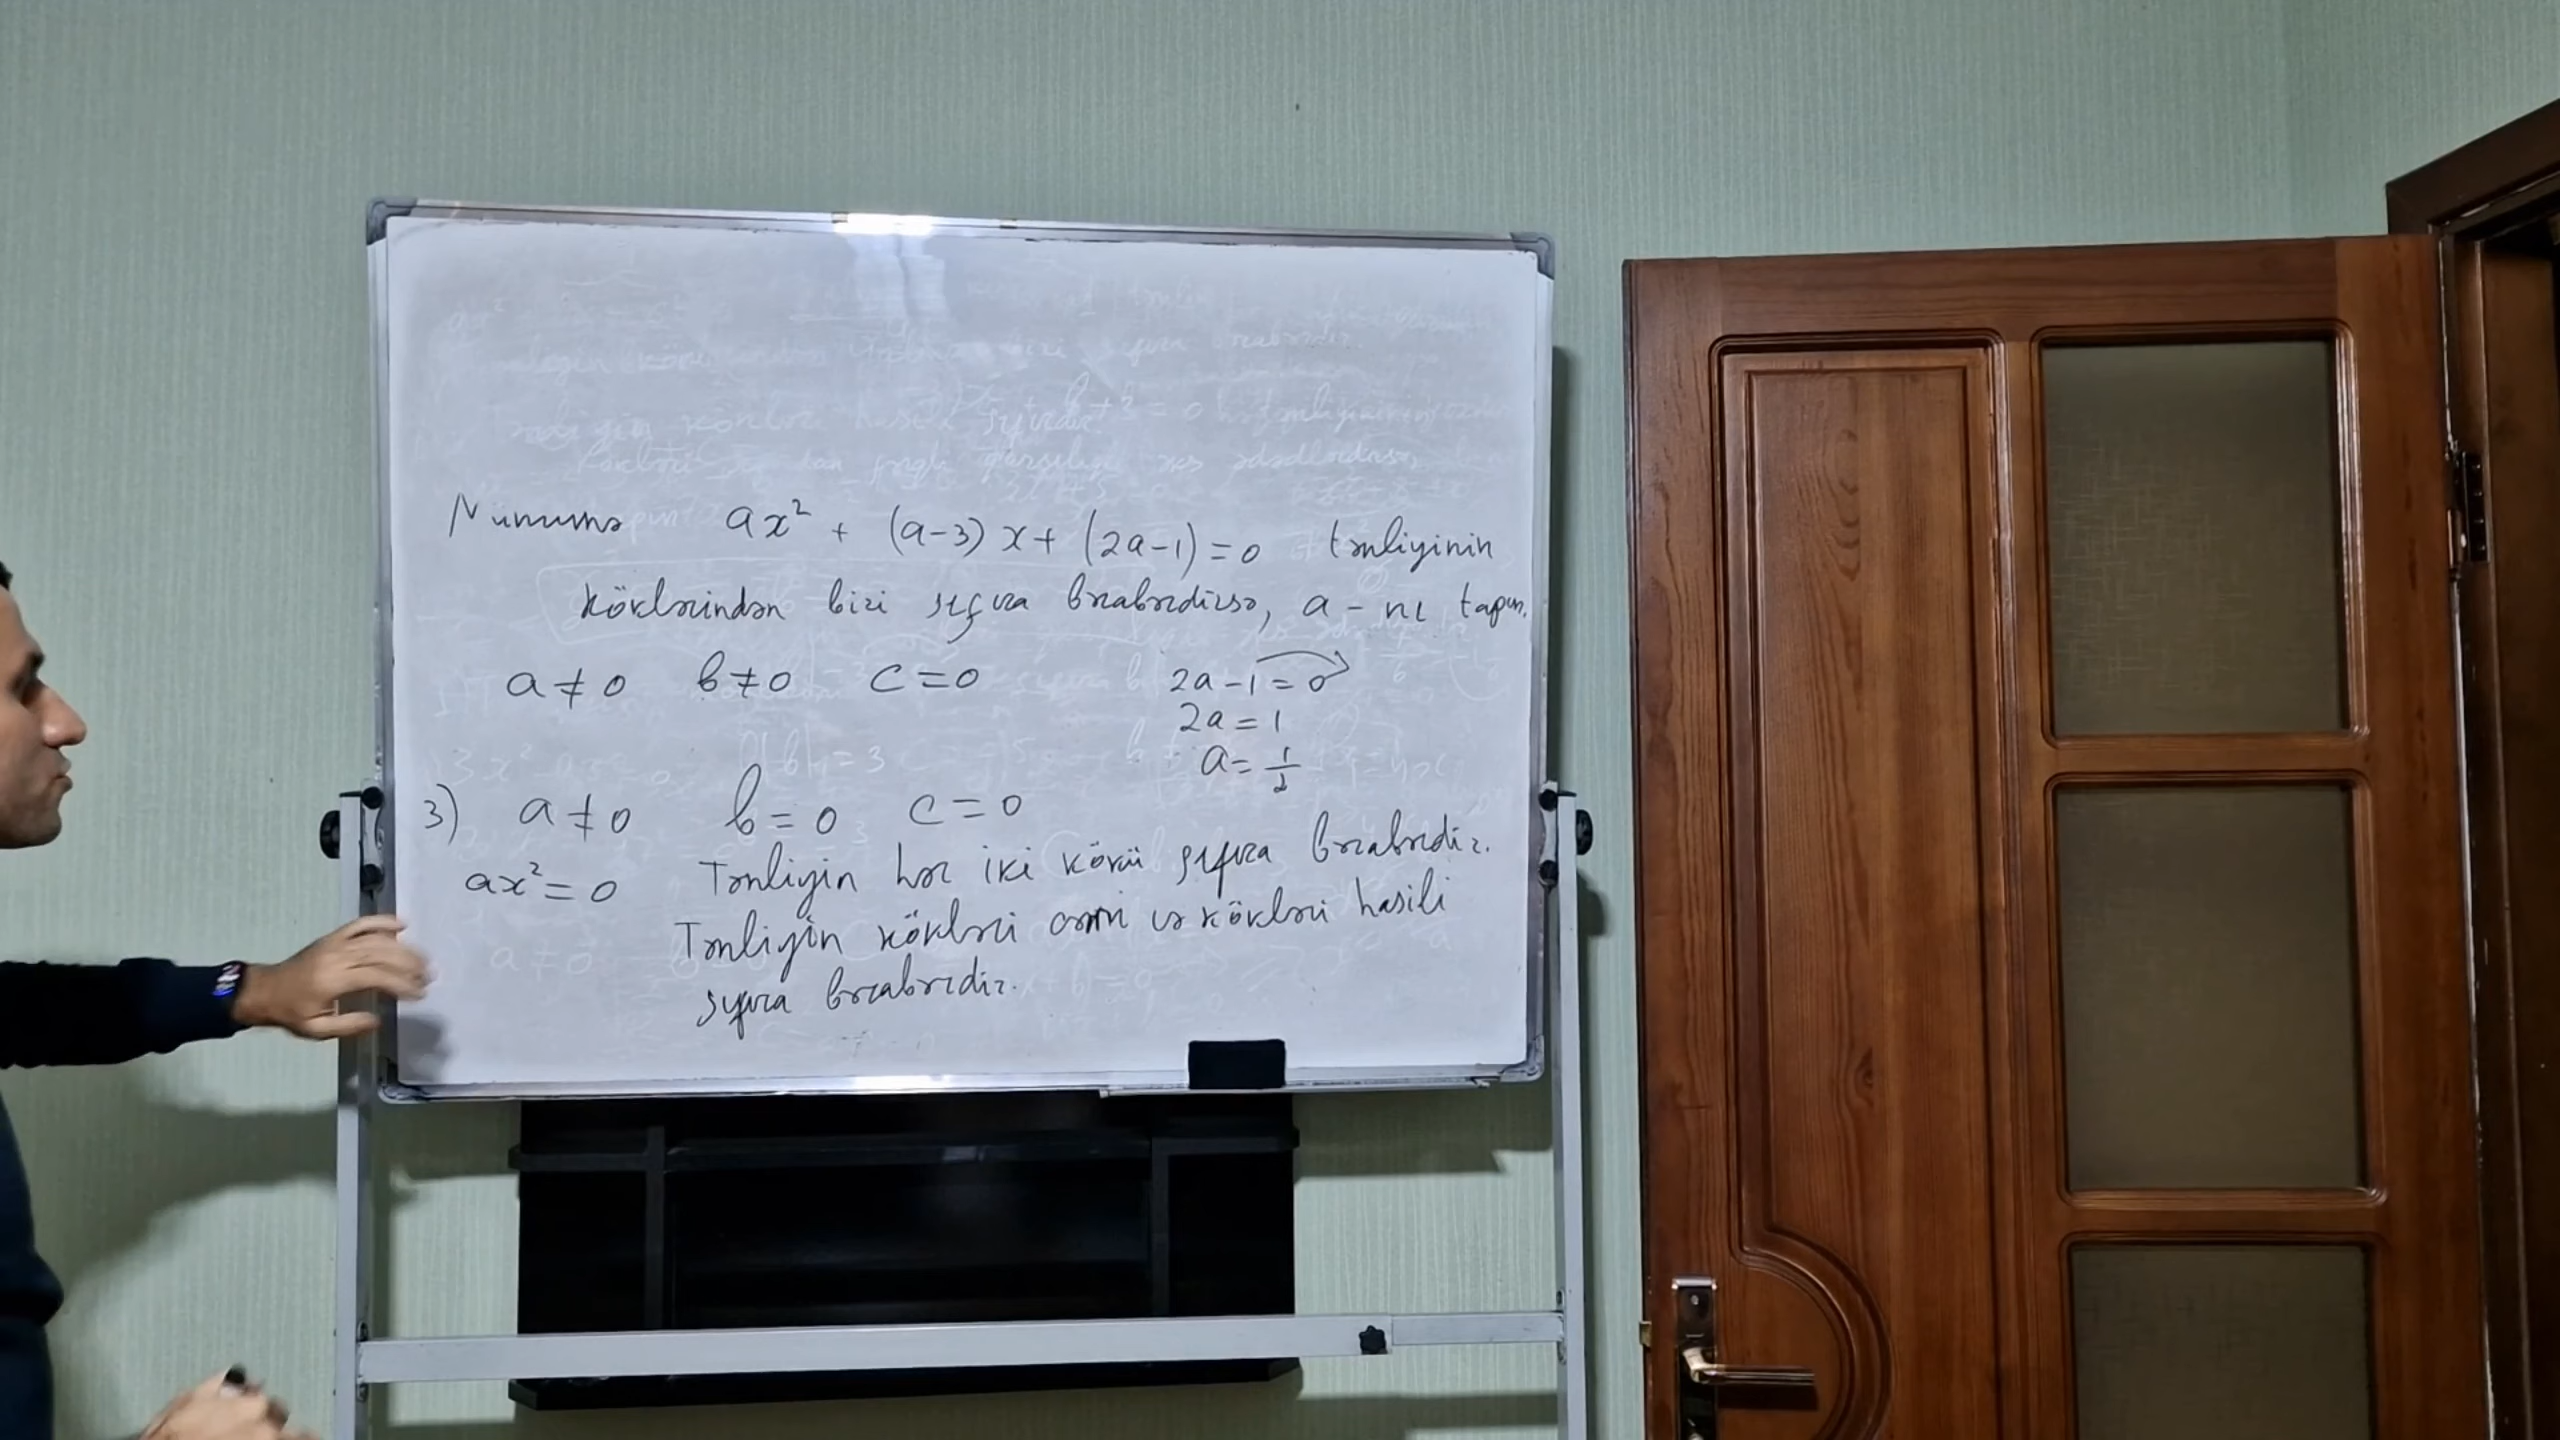 Nümunə ax² + (a-3)x + (2a-1) = 0 tənliyinin
köklərindən biri sıfıra bərabərdirsə, a-nı tapın.
a ≠ 0 b ≠ 0 c = 0 2a - 1 = 0
2a = 1
a = 1/2
3) a ≠ 0 b = 0 c = 0
ax² = 0 Tənliyin hər iki kökü sıfıra bərabərdir.
Tənliyin kökləri cəmi və kökləri hasili
sıfıra bərabərdir.